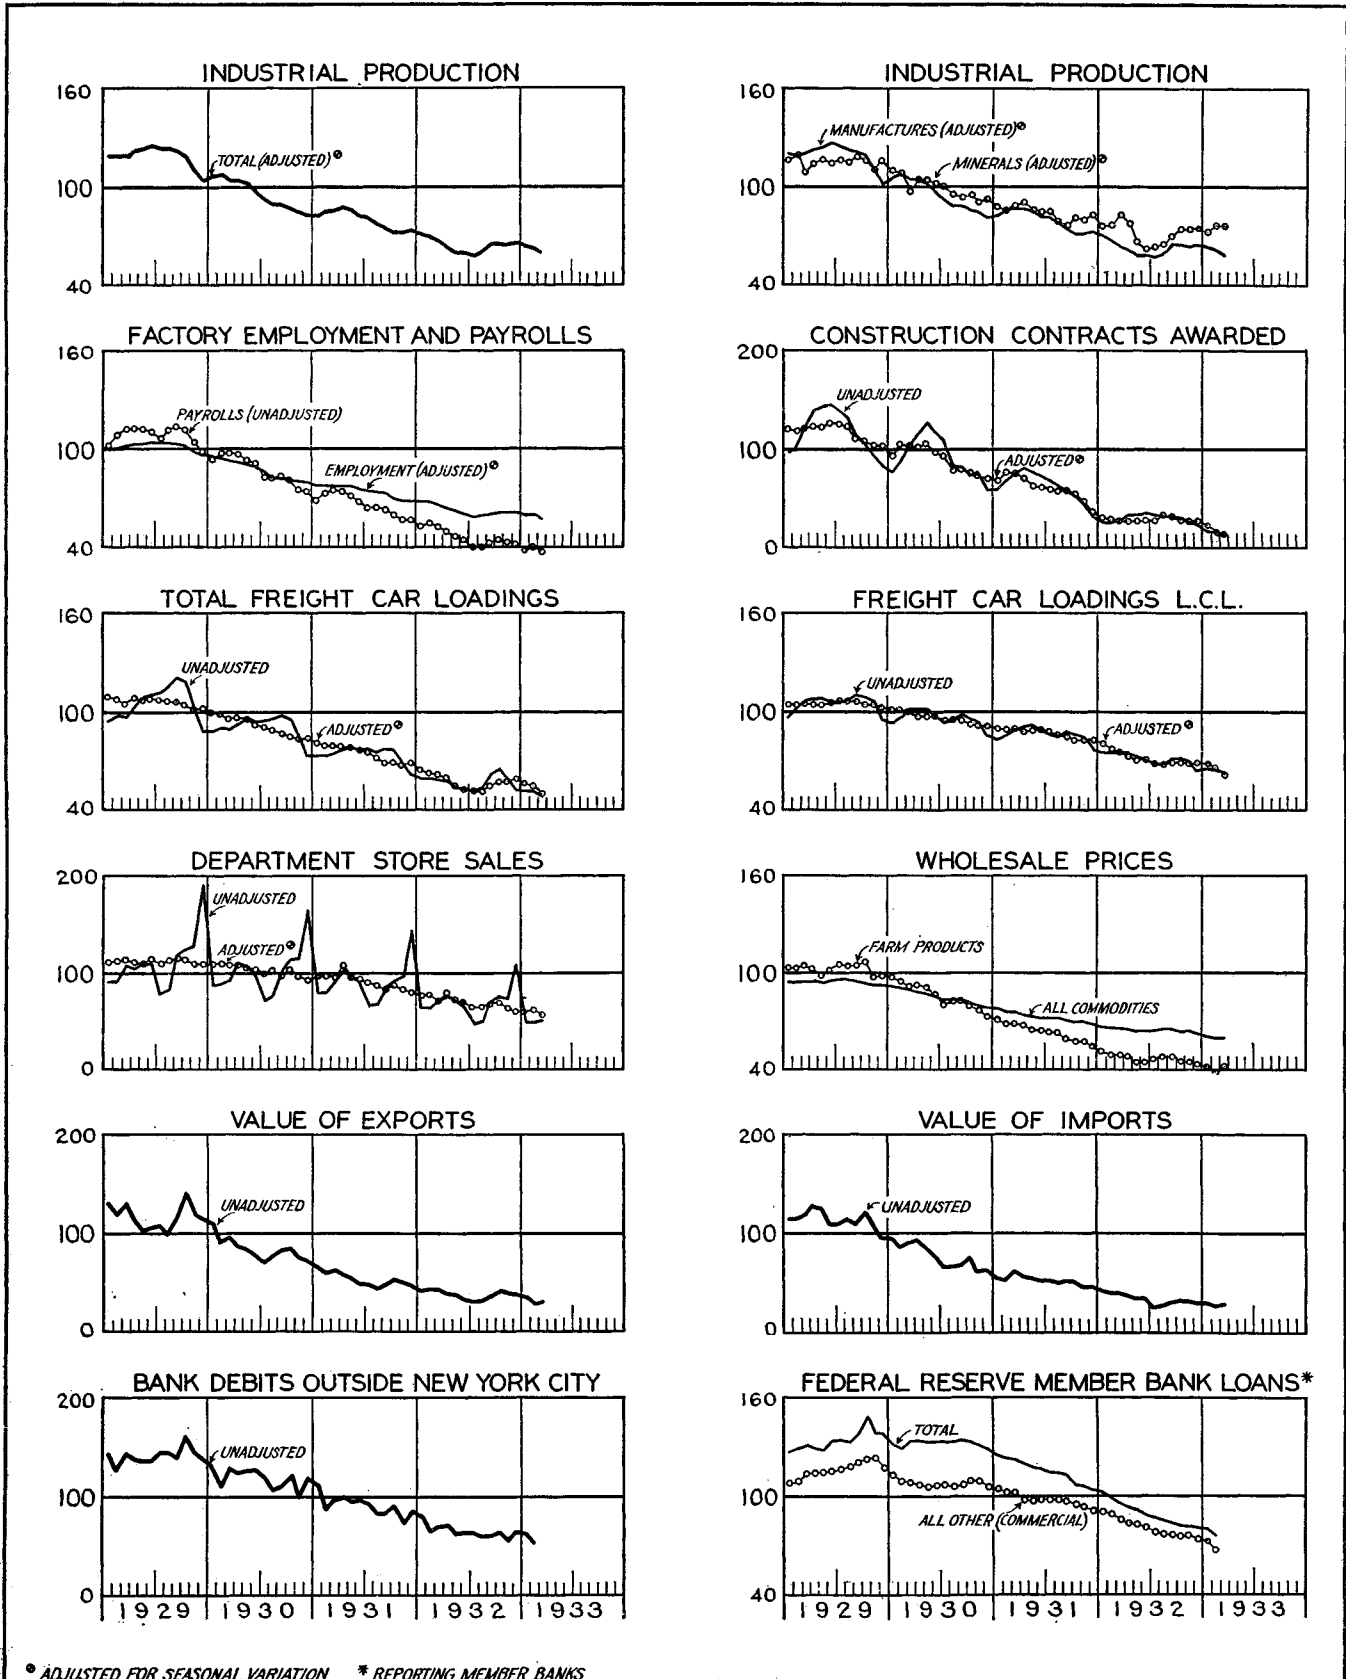 INDUSTRIAL PRODUCTION
160
TOTAL (ADJUSTED)⊘
100
40
INDUSTRIAL PRODUCTION
160
MANUFACTURES (ADJUSTED)⊘
MINERALS (ADJUSTED)⊘
100
40
FACTORY EMPLOYMENT AND PAYROLLS
160
PAYROLLS (UNADJUSTED)
100
EMPLOYMENT (ADJUSTED)⊘
40
CONSTRUCTION CONTRACTS AWARDED
200
UNADJUSTED
100
ADJUSTED⊘
0
TOTAL FREIGHT CAR LOADINGS
160
UNADJUSTED
100
ADJUSTED⊘
40
FREIGHT CAR LOADINGS L.C.L.
160
UNADJUSTED
100
ADJUSTED⊘
40
DEPARTMENT STORE SALES
200
UNADJUSTED
ADJUSTED⊘
100
0
WHOLESALE PRICES
160
FARM PRODUCTS
100
ALL COMMODITIES
40
VALUE OF EXPORTS
200
UNADJUSTED
100
0
VALUE OF IMPORTS
200
UNADJUSTED
100
0
BANK DEBITS OUTSIDE NEW YORK CITY
200
UNADJUSTED
100
0
1929 1930 1931 1932 1933
FEDERAL RESERVE MEMBER BANK LOANS*
160
TOTAL
100
ALL OTHER (COMMERCIAL)
40
1929 1930 1931 1932 1933
⊘ ADJUSTED FOR SEASONAL VARIATION * REPORTING MEMBER BANKS